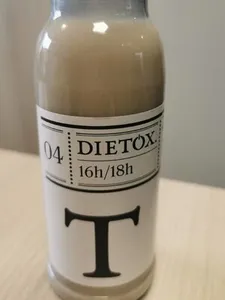 04
DIETOX.
16h/18h
T